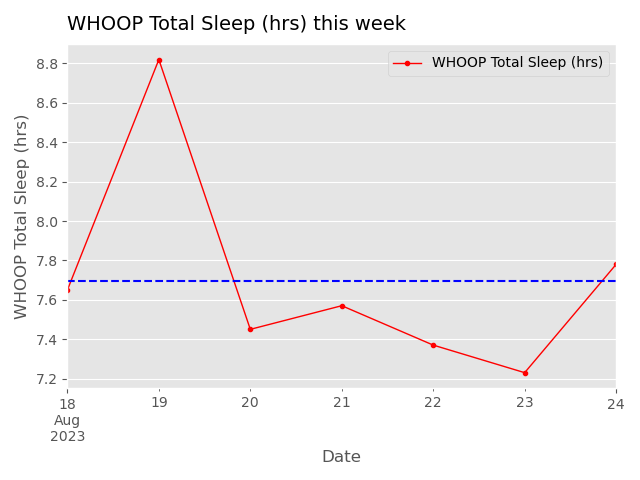 WHOOP Total Sleep (hrs) this week
WHOOP Total Sleep (hrs)
WHOOP Total Sleep (hrs)
8.8
8.6
8.4
8.2
8.0
7.8
7.6
7.4
7.2
18 19 20 21 22 23 24
Aug
2023
Date